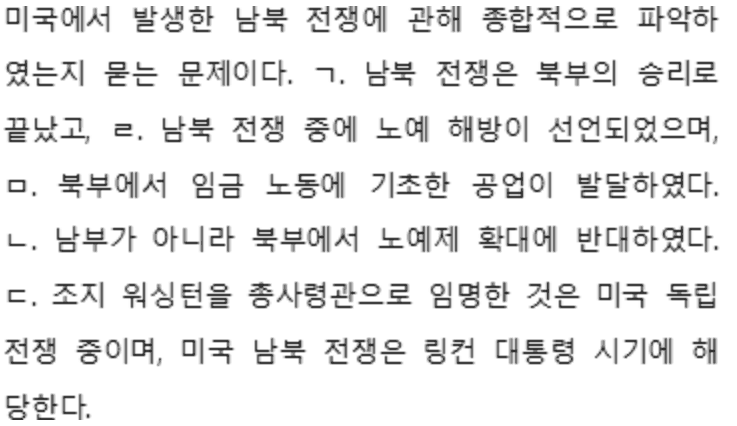 미국에서 발생한 남북 전쟁에 관해 종합적으로 파악하
였는지 묻는 문제이다. ㄱ. 남북 전쟁은 북부의 승리로
끝났고, ㄹ. 남북 전쟁 중에 노예 해방이 선언되었으며,
ㅁ. 북부에서 임금 노동에 기초한 공업이 발달하였다.
ㄴ. 남부가 아니라 북부에서 노예제 확대에 반대하였다.
ㄷ. 조지 워싱턴을 총사령관으로 임명한 것은 미국 독립
전쟁 중이며, 미국 남북 전쟁은 링컨 대통령 시기에 해
당한다.